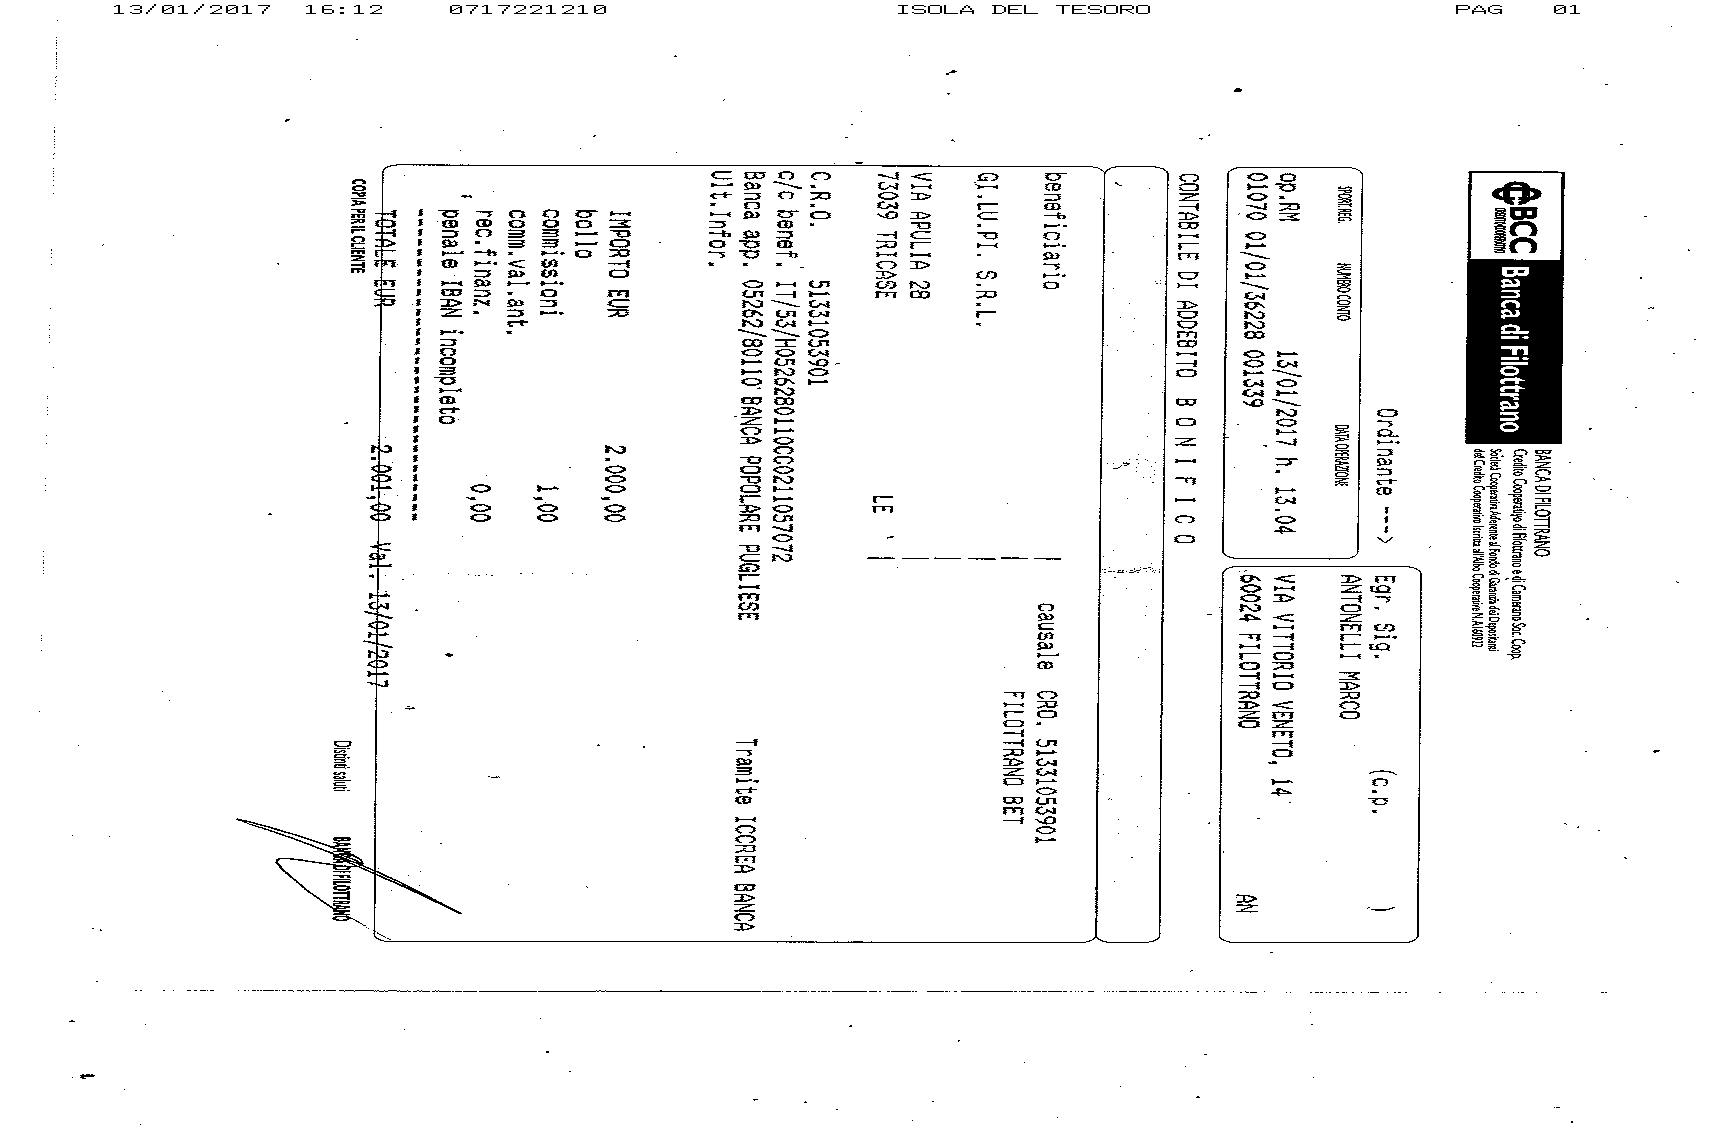 13/01/2017 16:12 0717221210 ISOLA DEL TESORO PAG 01
BCC
CREDITO COOPERATIVO
Banca di Filottrano
BANCA DI FILOTTRANO
Credito Cooperativo di Filottrano e di Camerano Soc. Coop.
Società Cooperativa Aderente al Fondo di Garanzia dei Depositanti
del Credito Cooperativo Iscritta all'Albo Cooperative N. A160922
Ordinante ---> Egr. Sig. (c.p. )
ANTONELLI MARCO
SPORT./REG. NUMERO CONTO DATA OPERAZIONE
op.RM 13/01/2017 h. 13.04 VIA VITTORIO VENETO, 14
01070 01/01/36228 001339 60024 FILOTTRANO AN
CONTABILE DI ADDEBITO B O N I F I C O
beneficiario causale CRO. 51331053901
FILOTTRANO BET
GI.LU.PI. S.R.L.
VIA APULIA 28
73039 TRICASE LE
C.R.O. 51331053901
c/c benef. IT/53/H0526280110CC0211057072
Banca app. 05262/80110 BANCA POPOLARE PUGLIESE Tramite ICCREA BANCA
Ult.Infor.
IMPORTO EUR 2.000,00
bollo
commissioni 1,00
comm.val.ant.
rec.finanz. 0,00
penale IBAN incompleto
TOTALE EUR 2.001,00 Val. 13/01/2017
COPIA PER IL CLIENTE Distinti saluti BANCA DI FILOTTRANO